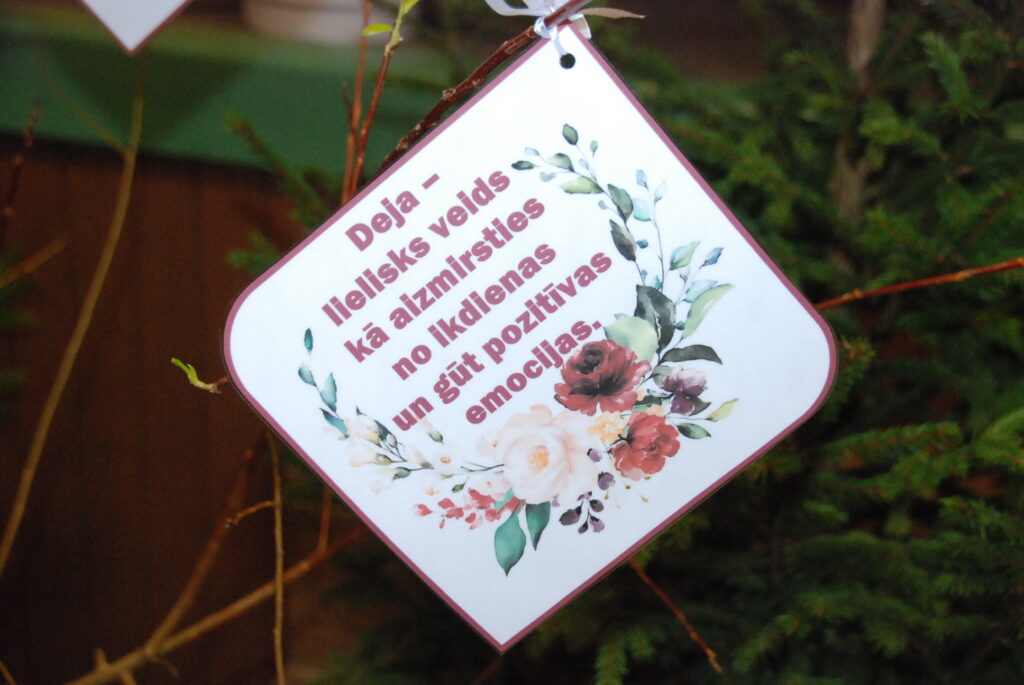 Deja –
lielisks veids
kā aizmirsties
no ikdienas
un gūt pozitīvas
emocijas.